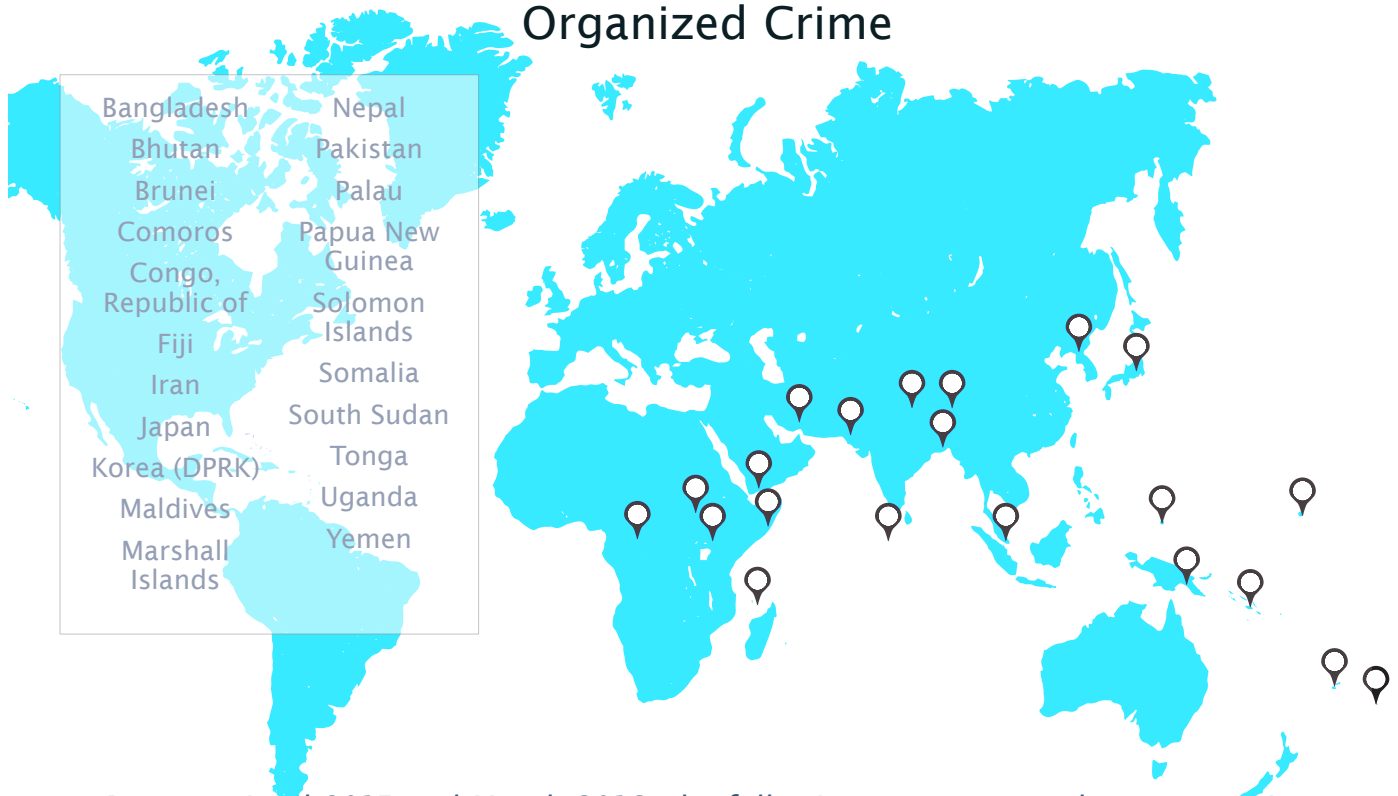 Organized Crime
Bangladesh
Bhutan
Brunei
Comoros
Congo,
Republic of
Fiji
Iran
Japan
Korea (DPRK)
Maldives
Marshall
Islands
Nepal
Pakistan
Palau
Papua New
Guinea
Solomon
Islands
Somalia
South Sudan
Tonga
Uganda
Yemen